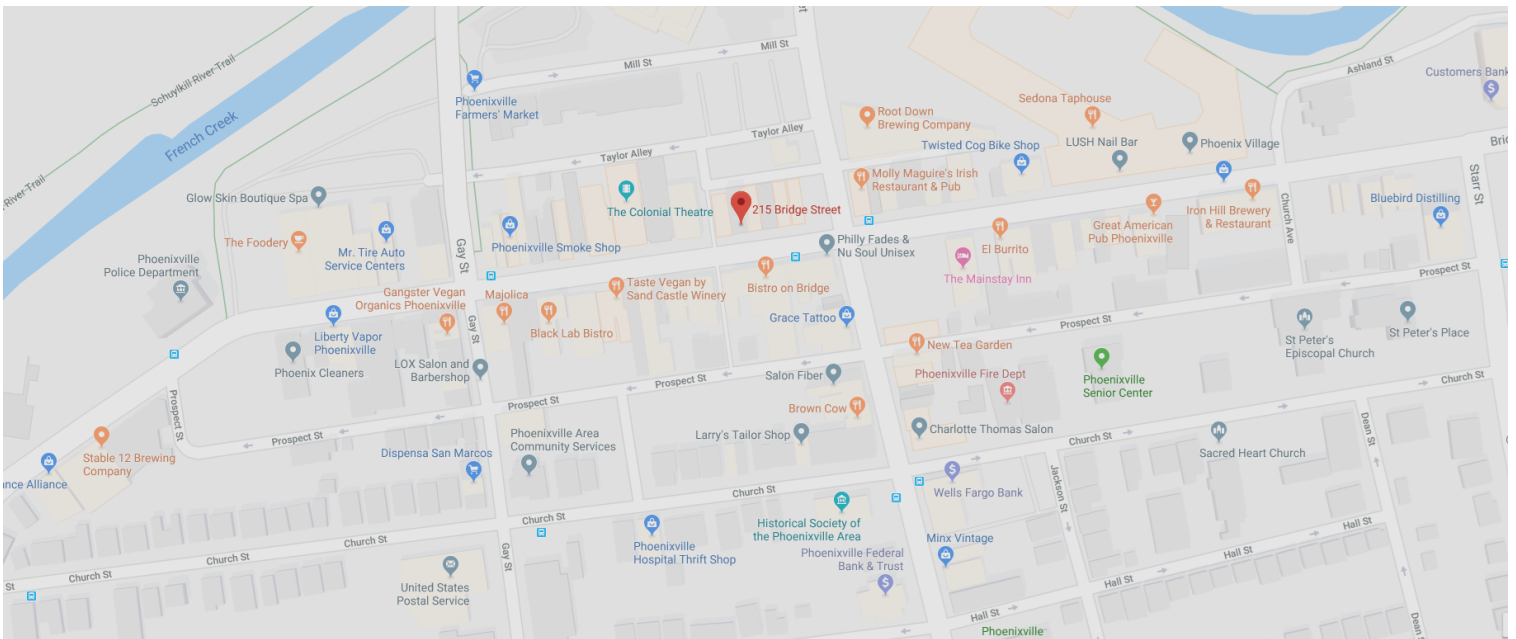 et
Mill St
Mill St
Ashland St
Customers Bank
Schuylkill-River-Trail
French Creek
Phoenixville
Farmers' Market
Sedona Taphouse
Root Down
Brewing Company
Taylor Alley
Taylor Alley
Twisted Cog Bike Shop
LUSH Nail Bar
Phoenix Village
Bri
River-Trail
Glow Skin Boutique Spa
Molly Maguire's Irish
Restaurant & Pub
Starr St
The Colonial Theatre
215 Bridge Street
Bluebird Distilling
Great American
Pub Phoenixville
Iron Hill Brewery
& Restaurant
Church Ave
The Foodery
Mr. Tire Auto
Service Centers
Gay St
Phoenixville Smoke Shop
Philly Fades &
Nu Soul Unisex
El Burrito
Phoenixville
Police Department
The Mainstay Inn
Prospect St
Gangster Vegan
Organics Phoenixville
Majolica
Taste Vegan by
Sand Castle Winery
Bistro on Bridge
Black Lab Bistro
Grace Tattoo
Prospect St
Gay St
Liberty Vapor
Phoenixville
St Peter's
Episcopal Church
St Peter's Place
New Tea Garden
Phoenix Cleaners
LOX Salon and
Barbershop
Salon Fiber
Phoenixville Fire Dept
Phoenixville
Senior Center
Church St
Prospect St
Prospect St
Prospect St
Prospect St
Brown Cow
Phoenixville Area
Community Services
Larry's Tailor Shop
Charlotte Thomas Salon
Church St
Dean St
Stable 12 Brewing
Company
Dispensa San Marcos
Sacred Heart Church
nce Alliance
Church St
Wells Fargo Bank
Jackson St
Church St
Historical Society of
the Phoenixville Area
Hall St
Minx Vintage
Church St
Gay St
Phoenixville
Hospital Thrift Shop
Phoenixville Federal
Bank & Trust
Hall St
Church St
St
United States
Postal Service
Hall St
Hall St
Dean S
Phoenixville